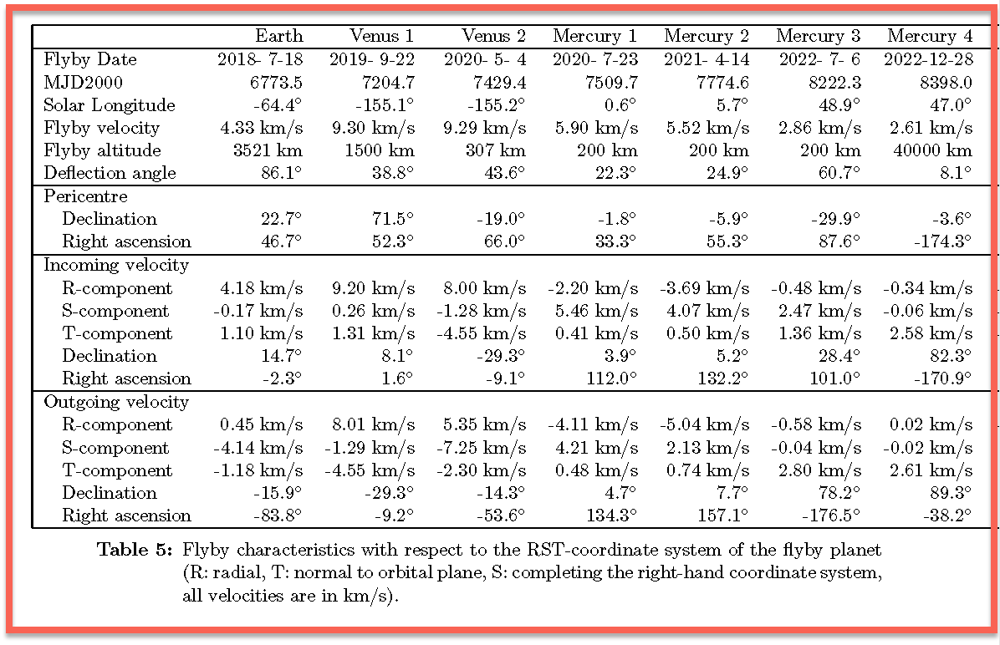 Earth Venus 1 Venus 2 Mercury 1 Mercury 2 Mercury 3 Mercury 4
Flyby Date 2018- 7-18 2019- 9-22 2020- 5- 4 2020- 7-23 2021- 4-14 2022- 7- 6 2022-12-28
MJD2000 6773.5 7204.7 7429.4 7509.7 7774.6 8222.3 8398.0
Solar Longitude -64.4° -155.1° -155.2° 0.6° 5.7° 48.9° 47.0°
Flyby velocity 4.33 km/s 9.30 km/s 9.29 km/s 5.90 km/s 5.52 km/s 2.86 km/s 2.61 km/s
Flyby altitude 3521 km 1500 km 307 km 200 km 200 km 200 km 40000 km
Deflection angle 86.1° 38.8° 43.6° 22.3° 24.9° 60.7° 8.1°
Pericentre
Declination 22.7° 71.5° -19.0° -1.8° -5.9° -29.9° -3.6°
Right ascension 46.7° 52.3° 66.0° 33.3° 55.3° 87.6° -174.3°
Incoming velocity
R-component 4.18 km/s 9.20 km/s 8.00 km/s -2.20 km/s -3.69 km/s -0.48 km/s -0.34 km/s
S-component -0.17 km/s 0.26 km/s -1.28 km/s 5.46 km/s 4.07 km/s 2.47 km/s -0.06 km/s
T-component 1.10 km/s 1.31 km/s -4.55 km/s 0.41 km/s 0.50 km/s 1.36 km/s 2.58 km/s
Declination 14.7° 8.1° -29.3° 3.9° 5.2° 28.4° 82.3°
Right ascension -2.3° 1.6° -9.1° 112.0° 132.2° 101.0° -170.9°
Outgoing velocity
R-component 0.45 km/s 8.01 km/s 5.35 km/s -4.11 km/s -5.04 km/s -0.58 km/s 0.02 km/s
S-component -4.14 km/s -1.29 km/s -7.25 km/s 4.21 km/s 2.13 km/s -0.04 km/s -0.02 km/s
T-component -1.18 km/s -4.55 km/s -2.30 km/s 0.48 km/s 0.74 km/s 2.80 km/s 2.61 km/s
Declination -15.9° -29.3° -14.3° 4.7° 7.7° 78.2° 89.3°
Right ascension -83.8° -9.2° -53.6° 134.3° 157.1° -176.5° -38.2°
Table 5: Flyby characteristics with respect to the RST-coordinate system of the flyby planet
(R: radial, T: normal to orbital plane, S: completing the right-hand coordinate system,
all velocities are in km/s).